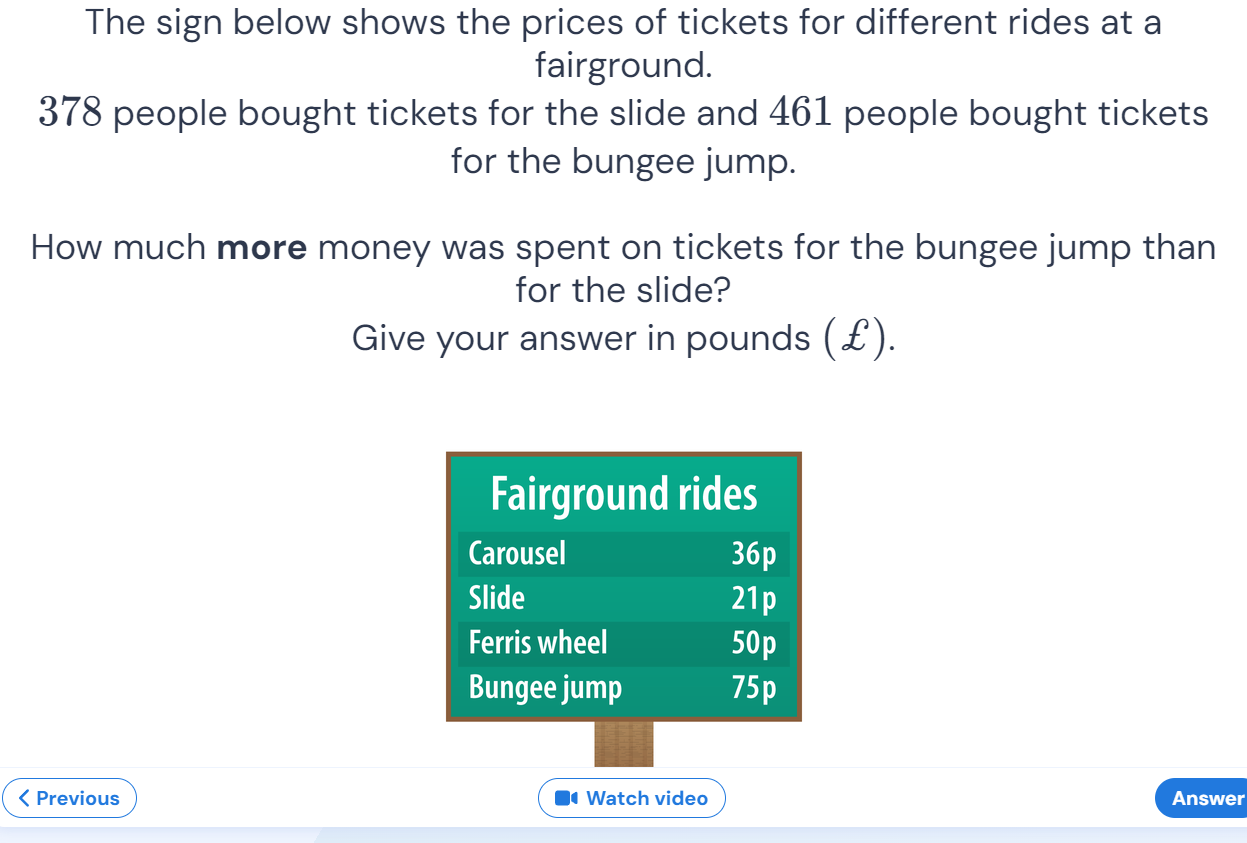 The sign below shows the prices of tickets for different rides at a
fairground.
378 people bought tickets for the slide and 461 people bought tickets
for the bungee jump.
How much more money was spent on tickets for the bungee jump than
for the slide?
Give your answer in pounds (£).
Fairground rides
Carousel 36p
Slide 21p
Ferris wheel 50p
Bungee jump 75p
Previous Watch video Answer